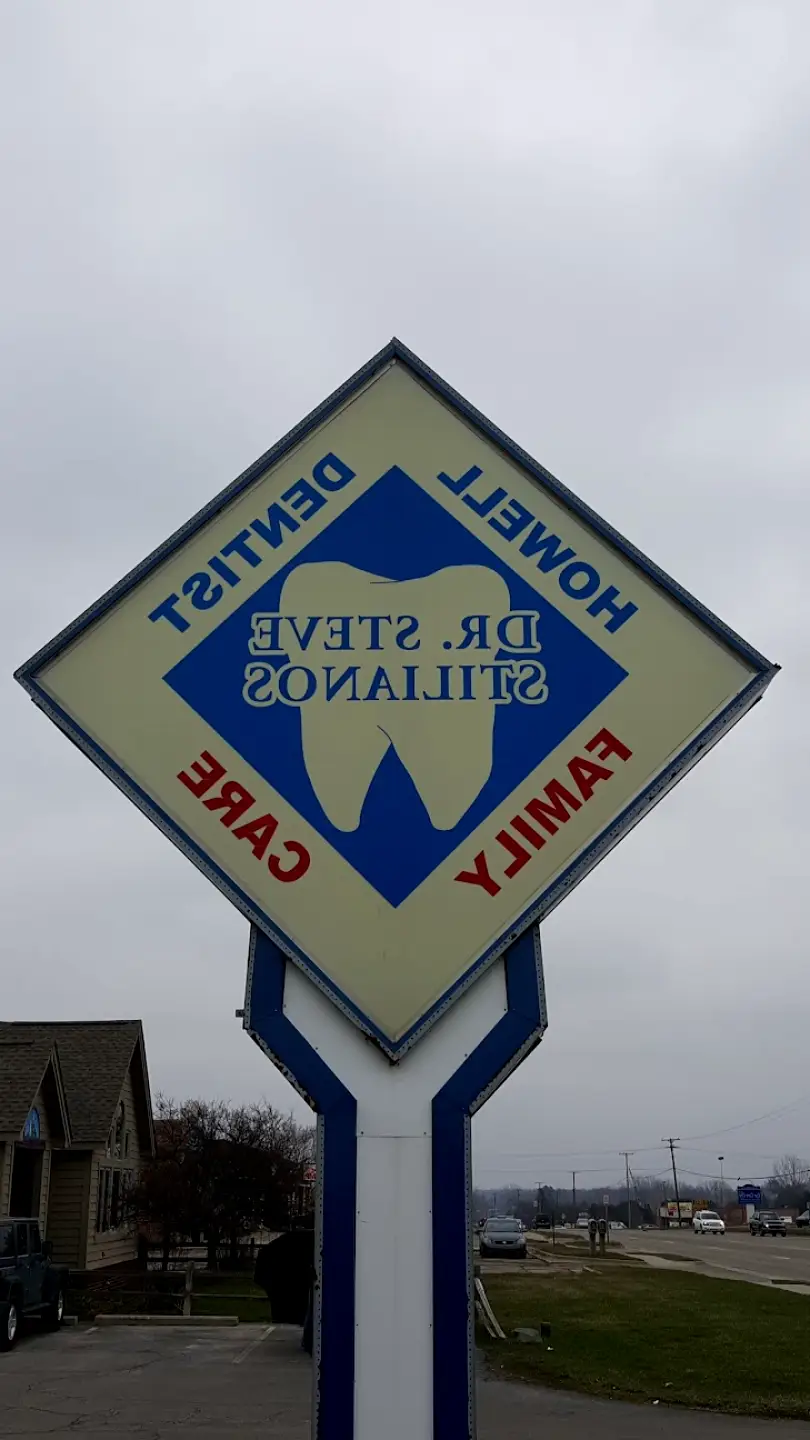 HOWELL
DENTIST
DR. STEVE
STILIANOS
FAMILY
CARE